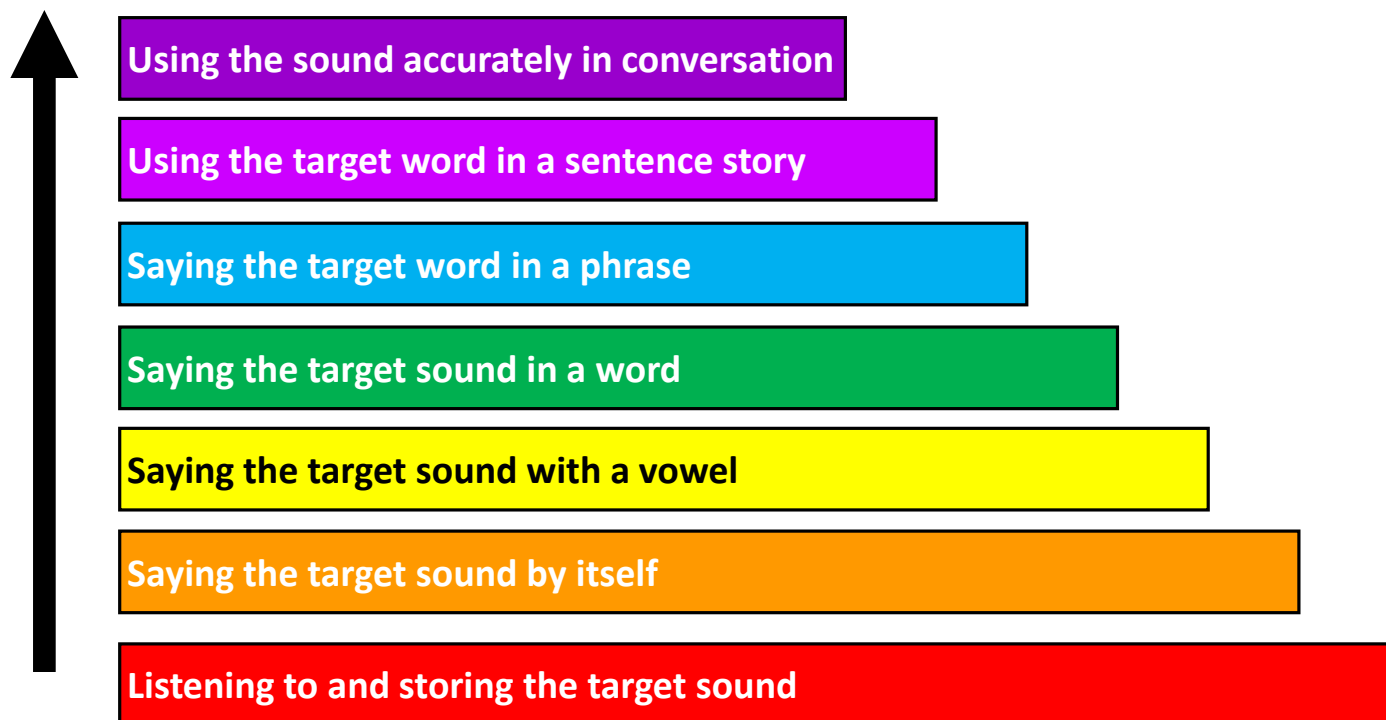 Using the sound accurately in conversation
Using the target word in a sentence story
Saying the target word in a phrase
Saying the target sound in a word
Saying the target sound with a vowel
Saying the target sound by itself
Listening to and storing the target sound